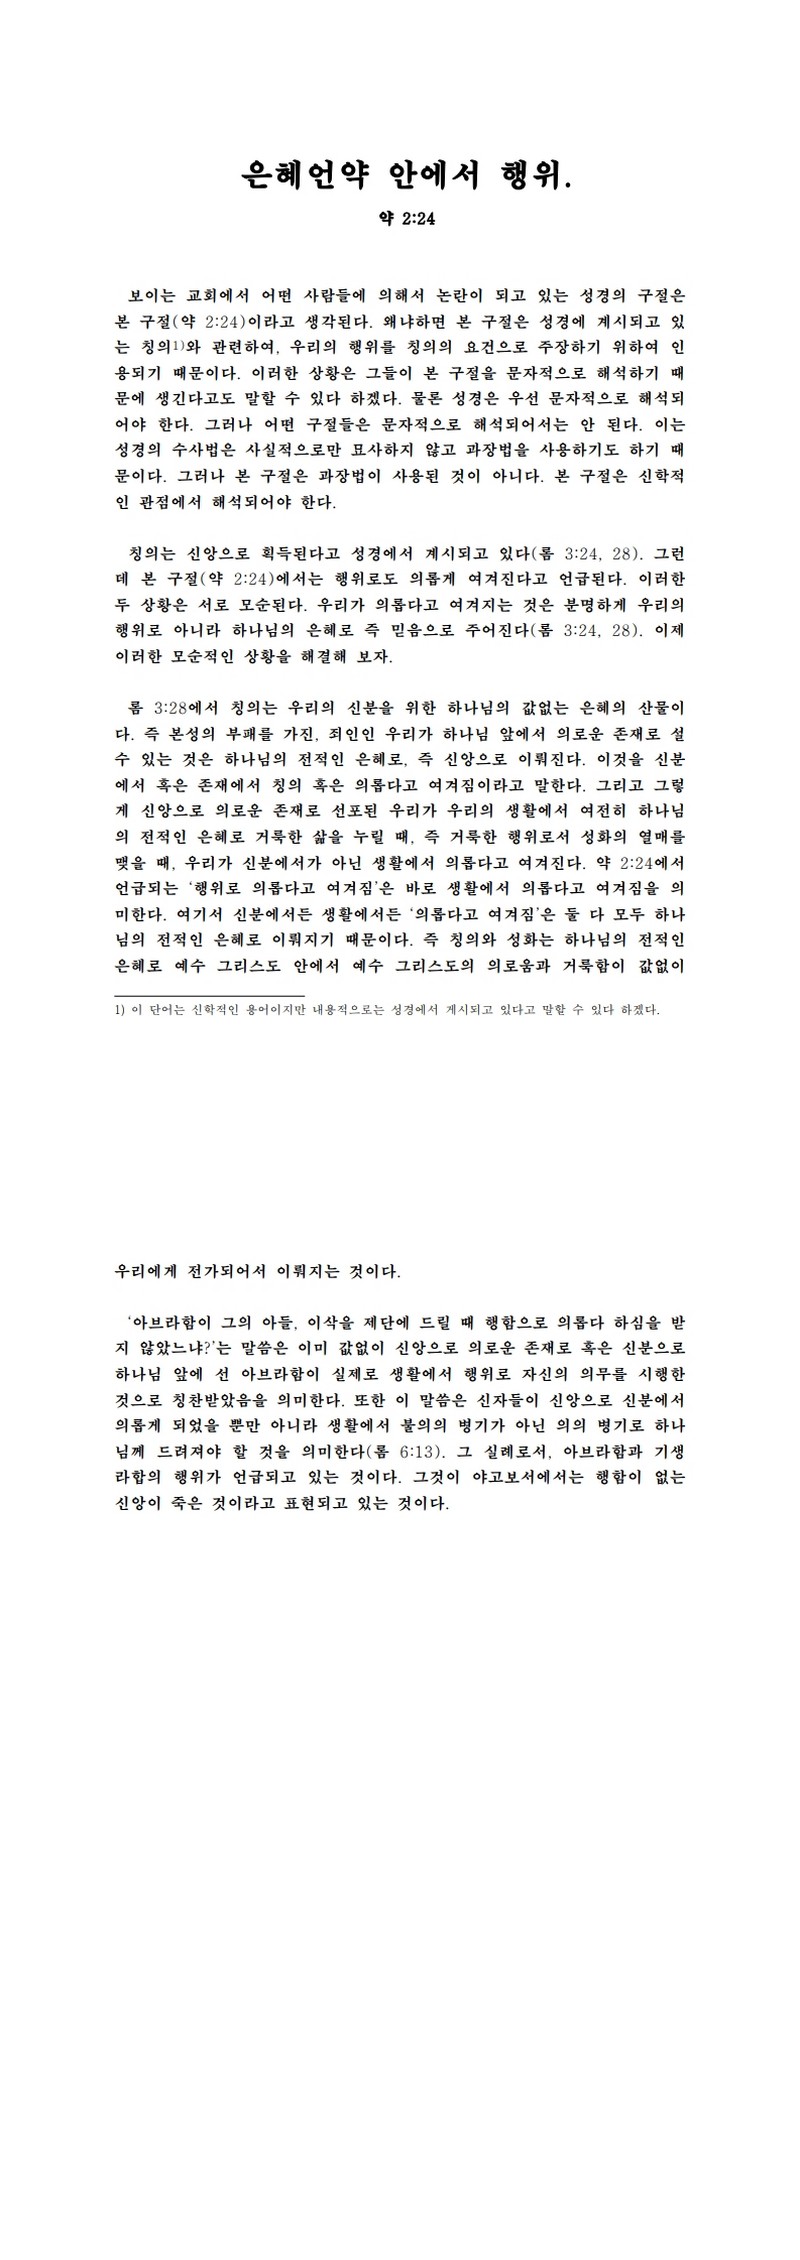 은혜언약 안에서 행위.
약 2:24
보이는 교회에서 어떤 사람들에 의해서 논란이 되고 있는 성경의 구절은
본 구절(약 2:24)이라고 생각된다. 왜냐하면 본 구절은 성경에 계시되고 있
는 칭의1)와 관련하여, 우리의 행위를 칭의의 요건으로 주장하기 위하여 인
용되기 때문이다. 이러한 상황은 그들이 본 구절을 문자적으로 해석하기 때
문에 생긴다고도 말할 수 있다 하겠다. 물론 성경은 우선 문자적으로 해석되
어야 한다. 그러나 어떤 구절들은 문자적으로 해석되어서는 안 된다. 이는
성경의 수사법은 사실적으로만 묘사하지 않고 과장법을 사용하기도 하기 때
문이다. 그러나 본 구절은 과장법이 사용된 것이 아니다. 본 구절은 신학적
인 관점에서 해석되어야 한다.
칭의는 신앙으로 획득된다고 성경에서 계시되고 있다(롬 3:24, 28). 그런
데 본 구절(약 2:24)에서는 행위로도 의롭게 여겨진다고 언급된다. 이러한
두 상황은 서로 모순된다. 우리가 의롭다고 여겨지는 것은 분명하게 우리의
행위로 아니라 하나님의 은혜로 즉 믿음으로 주어진다(롬 3:24, 28). 이제
이러한 모순적인 상황을 해결해 보자.
롬 3:28에서 칭의는 우리의 신분을 위한 하나님의 값없는 은혜의 산물이
다. 즉 본성의 부패를 가진, 죄인인 우리가 하나님 앞에서 의로운 존재로 설
수 있는 것은 하나님의 전적인 은혜로, 즉 신앙으로 이뤄진다. 이것을 신분
에서 혹은 존재에서 칭의 혹은 의롭다고 여겨짐이라고 말한다. 그리고 그렇
게 신앙으로 의로운 존재로 선포된 우리가 우리의 생활에서 여전히 하나님
의 전적인 은혜로 거룩한 삶을 누릴 때, 즉 거룩한 행위로서 성화의 열매를
맺을 때, 우리가 신분에서가 아닌 생활에서 의롭다고 여겨진다. 약 2:24에서
언급되는 ‘행위로 의롭다고 여겨짐’은 바로 생활에서 의롭다고 여겨짐을 의
미한다. 여기서 신분에서든 생활에서든 ‘의롭다고 여겨짐’은 둘 다 모두 하나
님의 전적인 은혜로 이뤄지기 때문이다. 즉 칭의와 성화는 하나님의 전적인
은혜로 예수 그리스도 안에서 예수 그리스도의 의로움과 거룩함이 값없이
1) 이 단어는 신학적인 용어이지만 내용적으로는 성경에서 게시되고 있다고 말할 수 있다 하겠다.
우리에게 전가되어서 이뤄지는 것이다.
‘아브라함이 그의 아들, 이삭을 제단에 드릴 때 행함으로 의롭다 하심을 받
지 않았느냐?’는 말씀은 이미 값없이 신앙으로 의로운 존재로 혹은 신분으로
하나님 앞에 선 아브라함이 실제로 생활에서 행위로 자신의 의무를 시행한
것으로 칭찬받았음을 의미한다. 또한 이 말씀은 신자들이 신앙으로 신분에서
의롭게 되었을 뿐만 아니라 생활에서 불의의 병기가 아닌 의의 병기로 하나
님께 드려져야 할 것을 의미한다(롬 6:13). 그 실례로서, 아브라함과 기생
라합의 행위가 언급되고 있는 것이다. 그것이 야고보서에서는 행함이 없는
신앙이 죽은 것이라고 표현되고 있는 것이다.